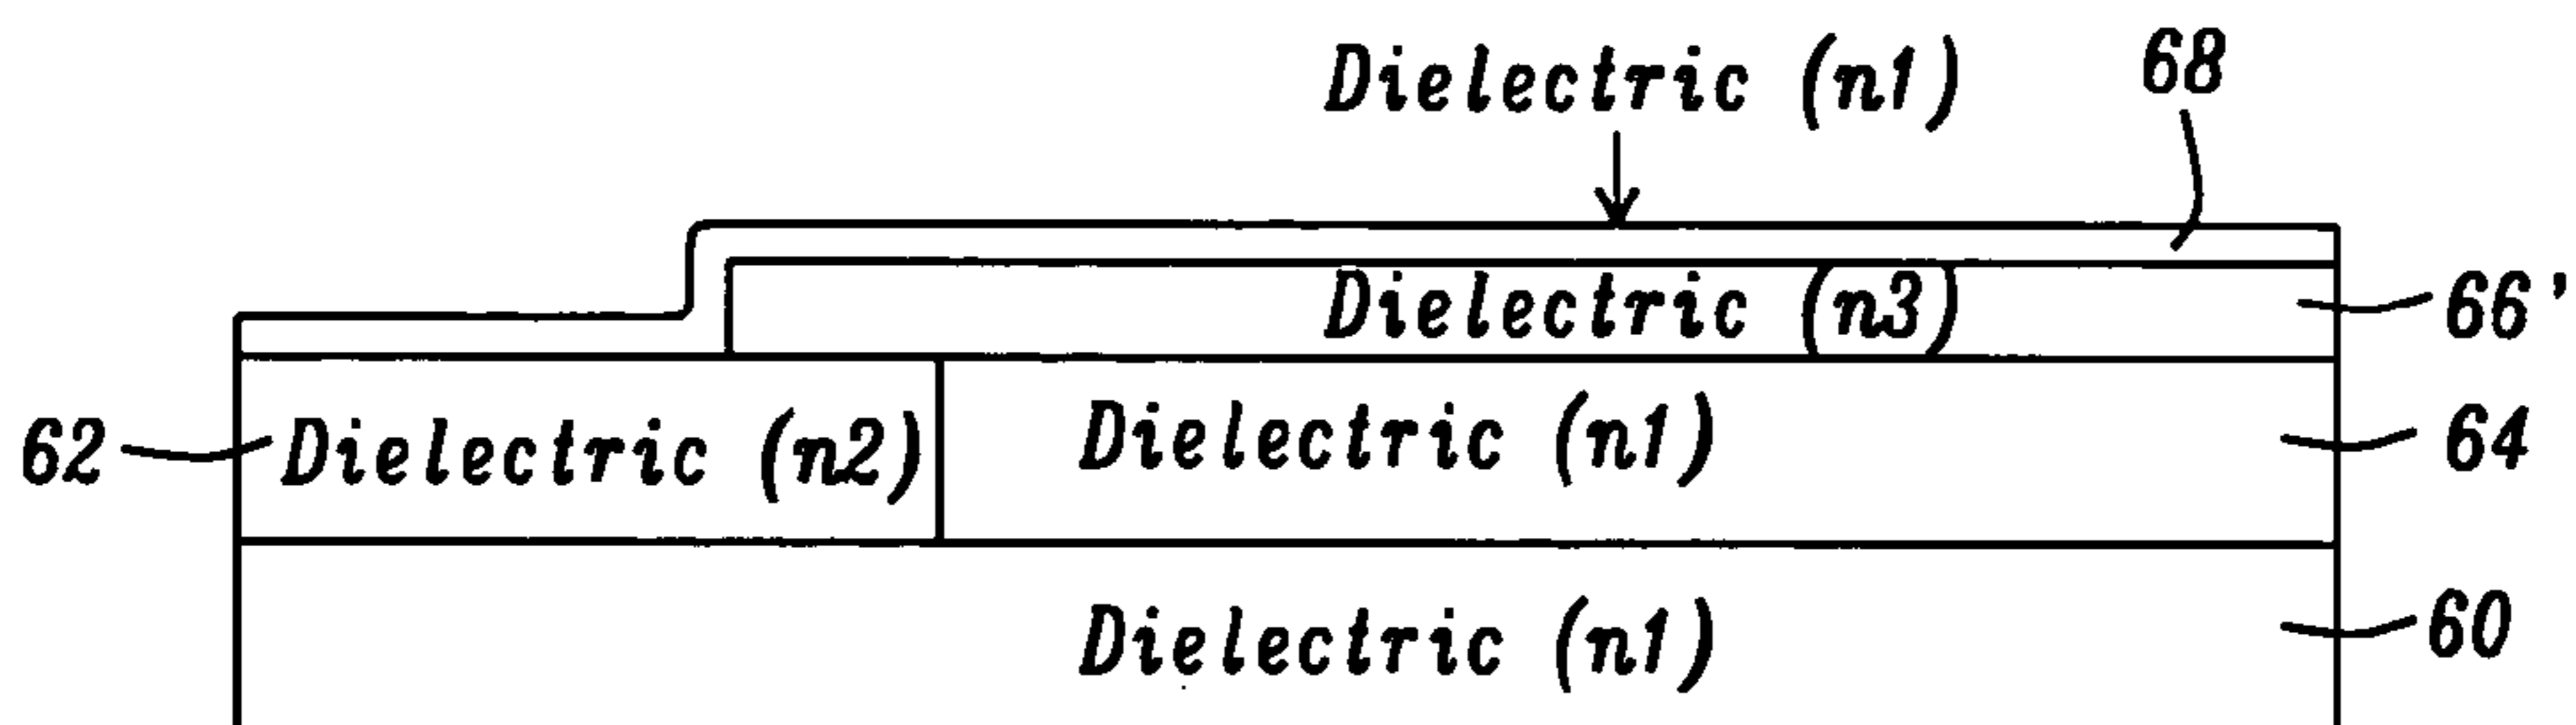 Dielectric (n1)
68
Dielectric (n3)
66'
62
Dielectric (n2)
Dielectric (n1)
64
Dielectric (n1)
60